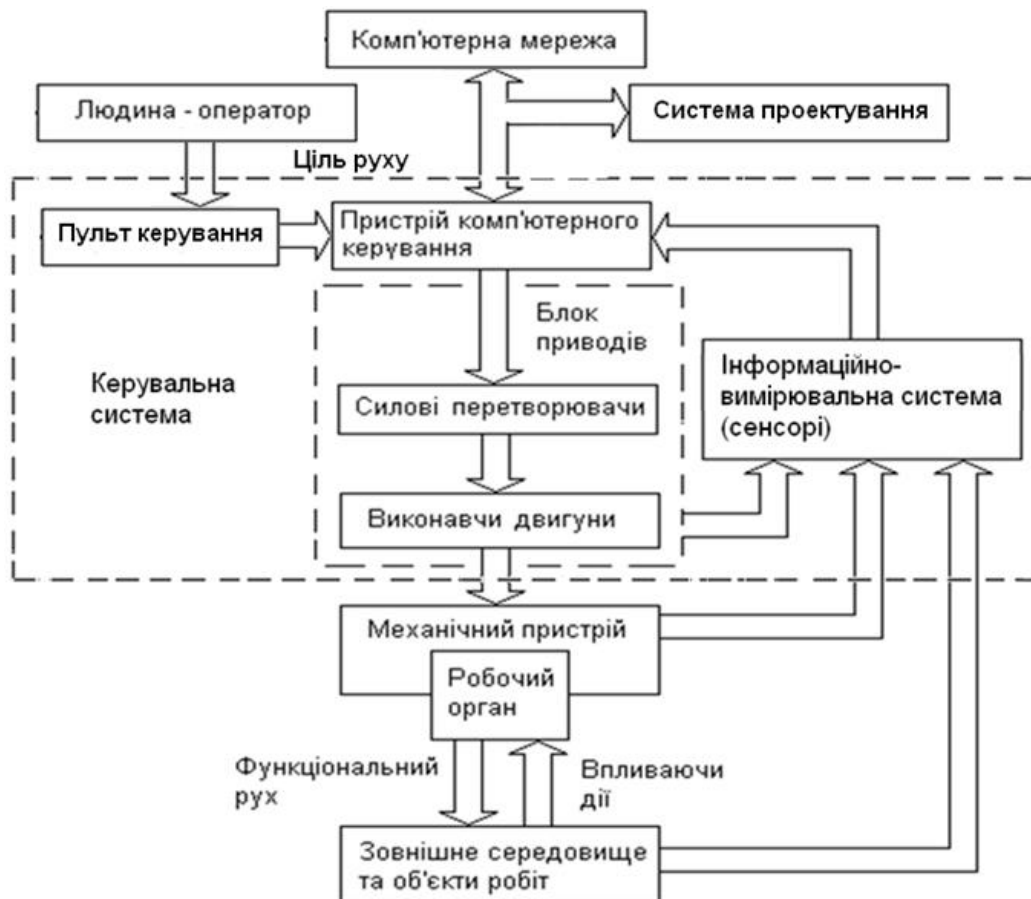 Комп'ютерна мережа
Людина - оператор
Система проектування
Ціль руху
Пульт керування
Пристрій комп'ютерного
керування
Блок
приводів
Керувальна
система
Інформаційно-
вимірювальна система
(сенсорі)
Силові перетворювачи
Виконавчи двигуни
Механічний пристрій
Робочий
орган
Функціональний
рух
Впливаючи
дії
Зовнішне середовище
та об'єкти робіт